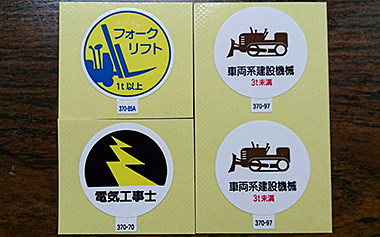 フォーク
リフト
1t以上
370-85A
車両系建設機械
3t未満
370-97
電気工事士
370-70
車両系建設機械
3t未満
370-97